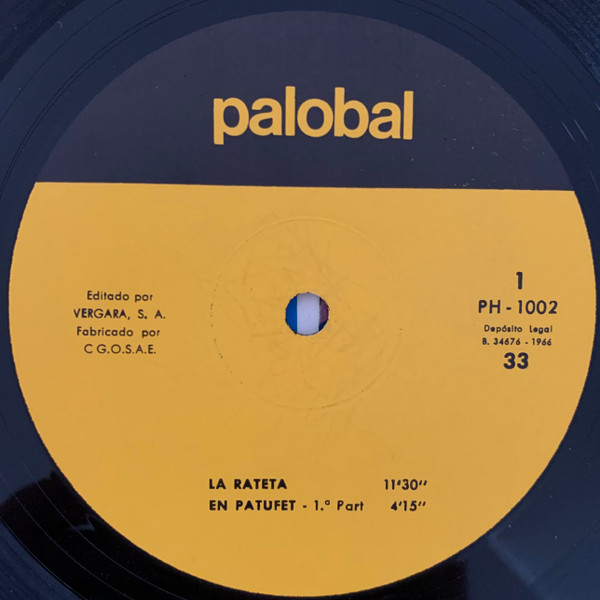 palobal
Editado por
VERGARA, S. A.
Fabricado por
C G.O.S.A.E.
1
PH - 1002
Depósito Legal
B. 34676 - 1966
33
LA RATETA 11'30''
EN PATUFET - 1.ª Part 4'15''